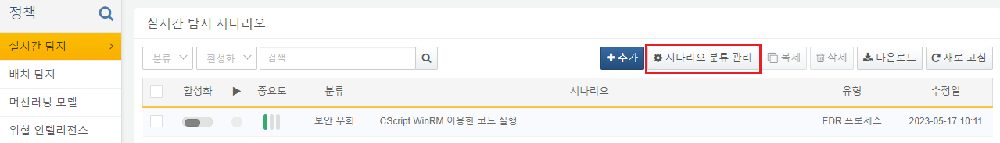 정책
실시간 탐지
배치 탐지
머신러닝 모델
위협 인텔리전스
실시간 탐지 시나리오
분류 활성화 검색 추가 시나리오 분류 관리 복제 삭제 다운로드 새로 고침
활성화 중요도 분류 시나리오 유형 수정일
보안 우회 CScript WinRM 이용한 코드 실행 EDR 프로세스 2023-05-17 10:11